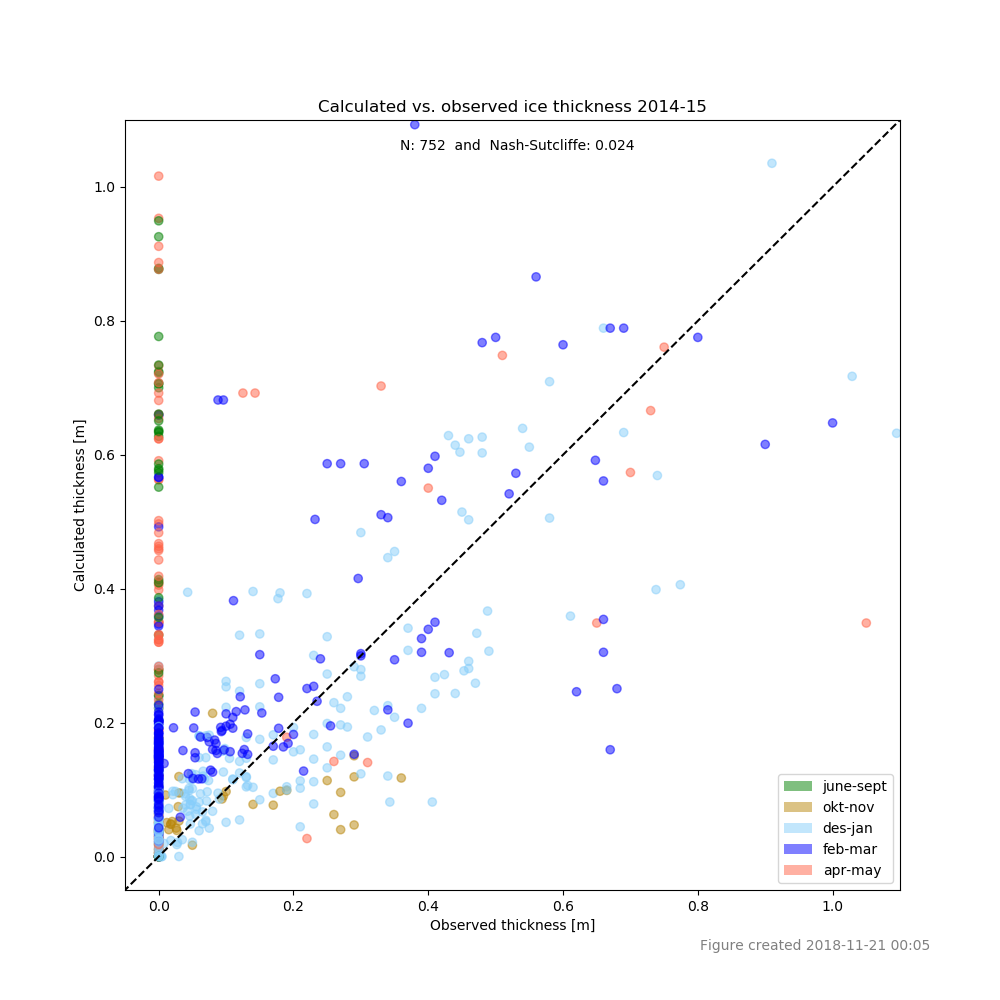 Calculated vs. observed ice thickness 2014-15
N: 752 and Nash-Sutcliffe: 0.024
Calculated thickness [m]
1.0
0.8
0.6
0.4
0.2
0.0
june-sept
okt-nov
des-jan
feb-mar
apr-may
0.0 0.2 0.4 0.6 0.8 1.0
Observed thickness [m]
Figure created 2018-11-21 00:05